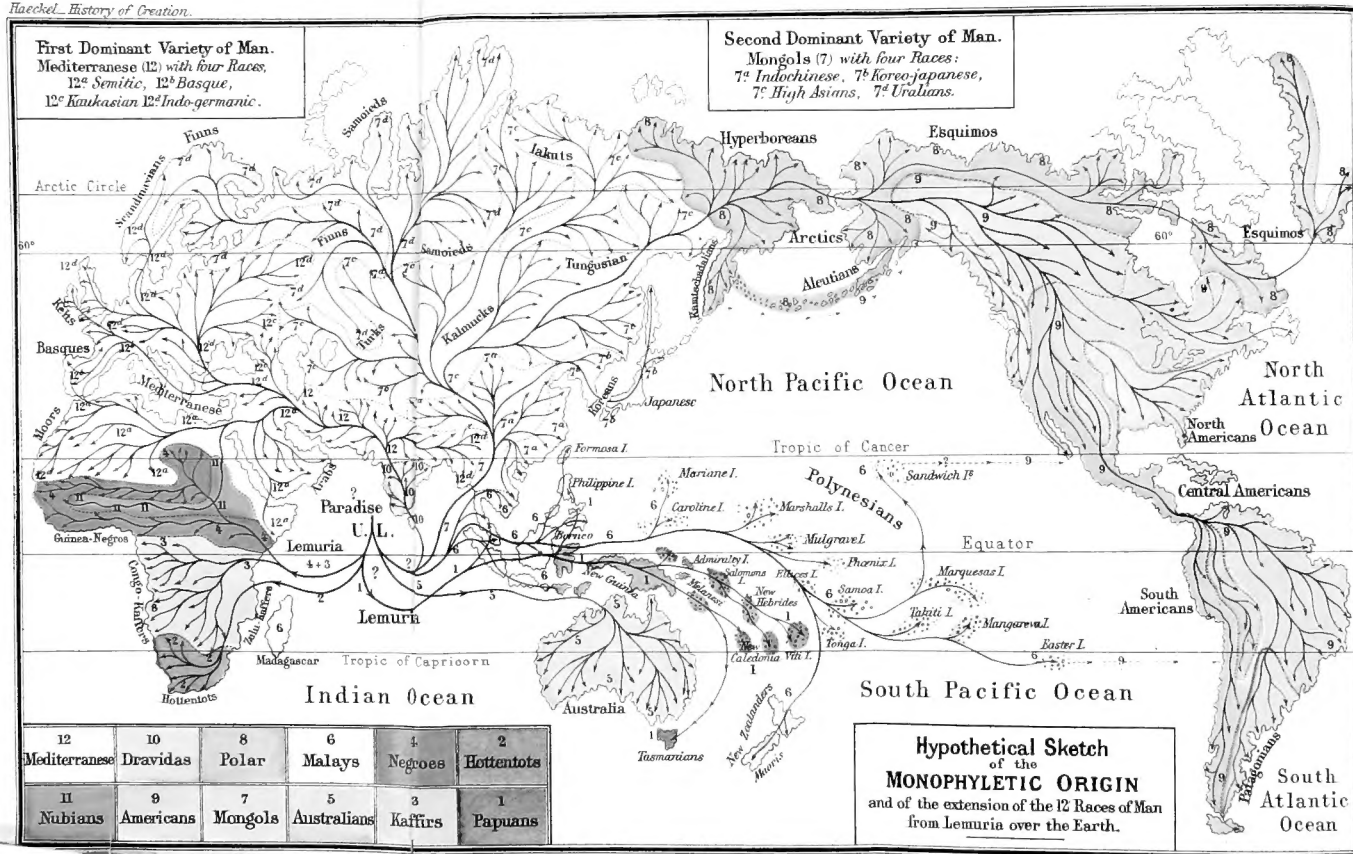 Haeckel_ History of Creation.
First Dominant Variety of Man.
Mediterranese (12) with four Races,
12ª Semitic, 12ᵇ Basque,
12ᶜ Kaukasian 12ᵈ Indo-germanic.
Second Dominant Variety of Man.
Mongols (7) with four Races:
7ª Indochinese, 7ᵇ Koreo-japanese,
7ᶜ High Asians, 7ᵈ Uralians.
Samoieds
Finns
Iakuts
Hyperboreans
Esquimos
Arctic Circle
Scandinavians
60°
Finns
Samoieds
Tungusian
Arctics
60°
Esquimos
Aleutians
Kamtschadalians
Kelts
Turks
Kalmucks
Basques
Mediterranese
Koreans
Japanese
North Pacific Ocean
North
Atlantic
Ocean
Moors
North
Americans
Tropic of Cancer
Formosa I.
Arabs
Philippine I.
Mariane I.
Polynesians
Sandwich Iˢ
?
Paradise
U. L.
Caroline I.
Marshalls I.
Central Americans
Guinea-Negros
Lemuria
4 + 3
Borneo
Mulgrave I.
Equator
Congo-Kaffers
?
New Guinea
Admiralty I.
Salomons
I.
Ellices I.
Phœnix I.
Melanesi
New
Hebrides
Samoa I.
Marquesas I.
South
Americans
Zulu-Kaffers
Lemuria
Tahiti I.
Mangareva I.
Madagascar
Tropic of Capricorn
New
Caledonia
Viti I.
Tonga I.
Easter I.
Hottentots
Indian Ocean
Australia
South Pacific Ocean
New Zealanders
Maoris
Tasmanians
Patagonians
South
Atlantic
Ocean
12 10 8 6 4 2
Mediterranese Dravidas Polar Malays Negroes Hottentots
11 9 7 5 3 1
Nubians Americans Mongols Australians Kaffirs Papuans
Hypothetical Sketch
of the
MONOPHYLETIC ORIGIN
and of the extension of the 12 Races of Man
from Lemuria over the Earth.